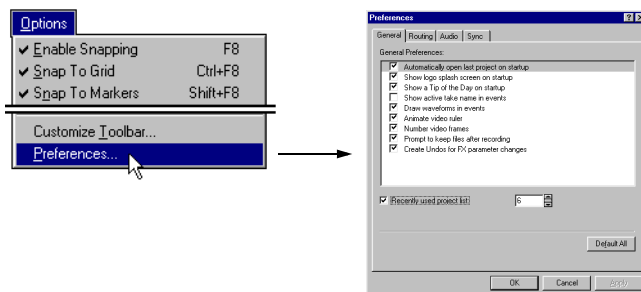 Options
Enable Snapping F8
Snap To Grid Ctrl+F8
Snap To Markers Shift+F8
Customize Toolbar...
Preferences...
Preferences
General Routing Audio Sync
General Preferences:
Automatically open last project on startup
Show logo splash screen on startup
Show a Tip of the Day on startup
Show active take name in events
Draw waveforms in events
Animate video ruler
Number video frames
Prompt to keep files after recording
Create Undos for FX parameter changes
Recently used project list: 6
Default All
OK Cancel Apply